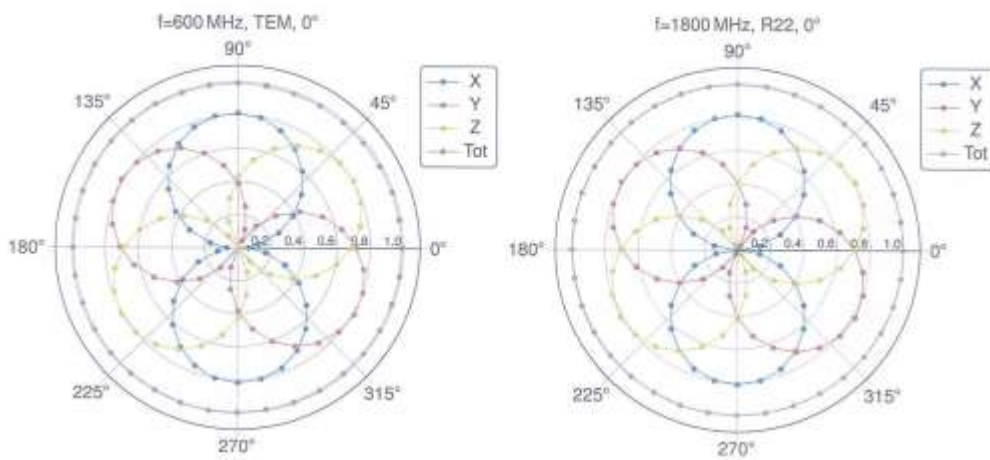 f=600 MHz, TEM, 0°
90°
135°
45°
X
Y
Z
Tot
180°
0.2 0.4 0.6 0.8 1.0
0°
225°
315°
270°
f=1800 MHz, R22, 0°
90°
135°
45°
X
Y
Z
Tot
180°
0.2 0.4 0.6 0.8 1.0
0°
225°
315°
270°